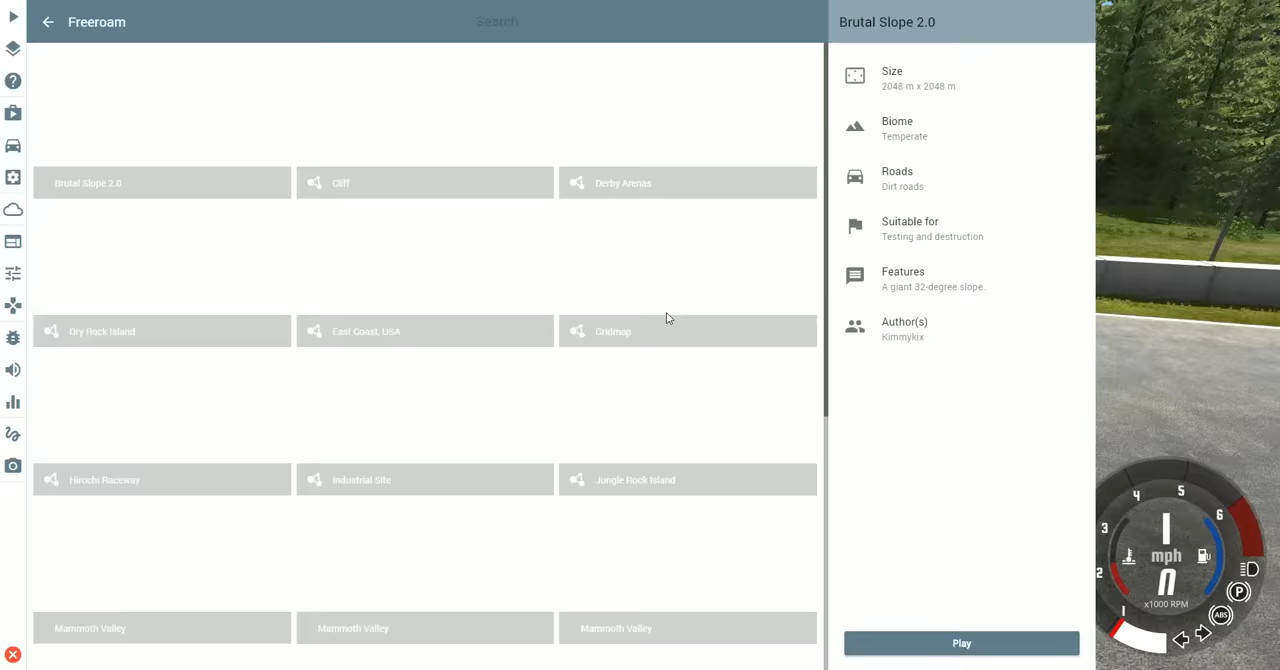 Freeroam
Search
Brutal Slope 2.0
Brutal Slope 2.0
Cliff
Derby Arenas
Dry Rock Island
East Coast, USA
Gridmap
Hirochi Raceway
Industrial Site
Jungle Rock Island
Mammoth Valley
Mammoth Valley
Mammoth Valley
Size
2048 m x 2048 m
Biome
Temperate
Roads
Dirt roads
Suitable for
Testing and destruction
Features
A giant 32-degree slope.
Author(s)
Kimmykix
Play
1
2
3
4
5
6
mph
x1000 RPM
P
ABS